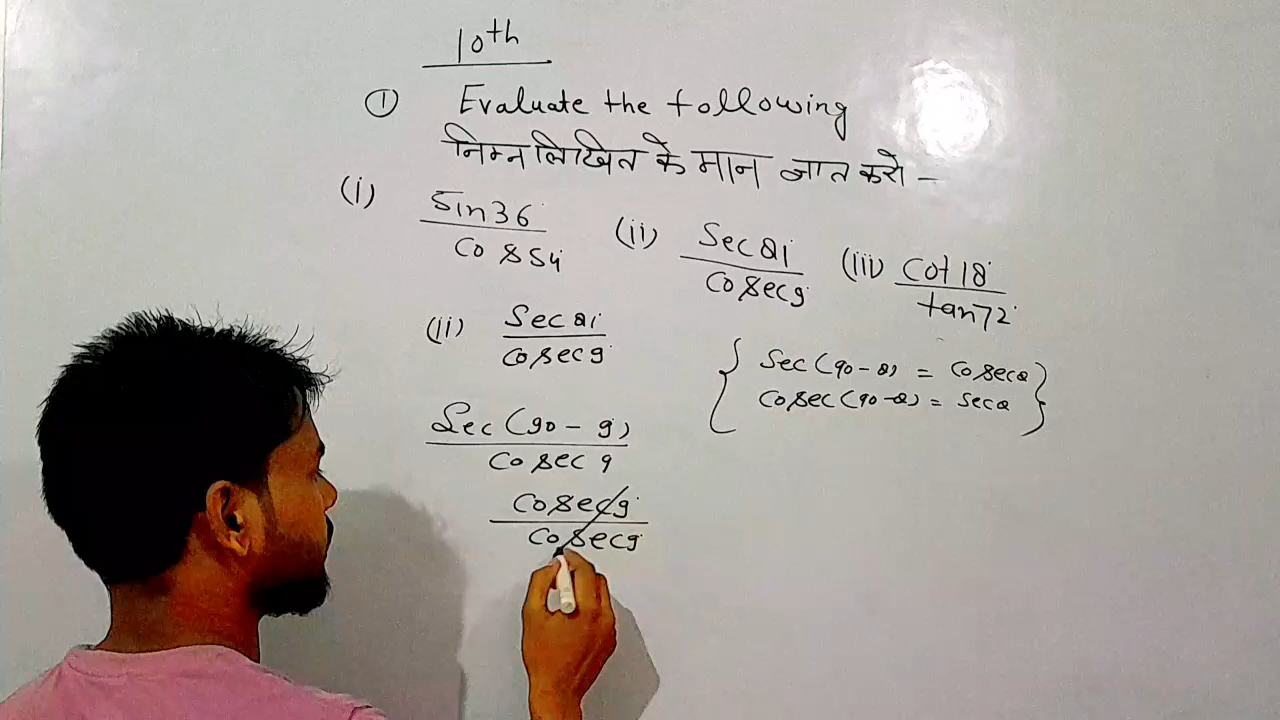 10th
① Evaluate the following
निम्नलिखित के मान ज्ञात करो –
(i) Sin36 / Cos54 (ii) Sec81 / Cosec9 (iii) Cot18 / tan72
(ii) Sec81 / Cosec9
{ Sec(90-θ) = Cosecθ
Cosec(90-θ) = Secθ }
Sec(90-9) / Cosec9
Cosec9 / Cosec9